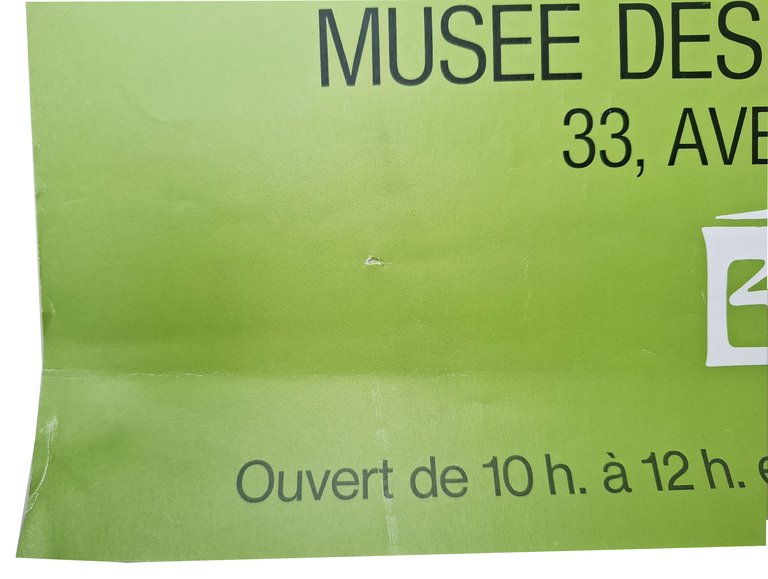 MUSEE DES
33, AVE
Ouvert de 10 h. à 12 h. e